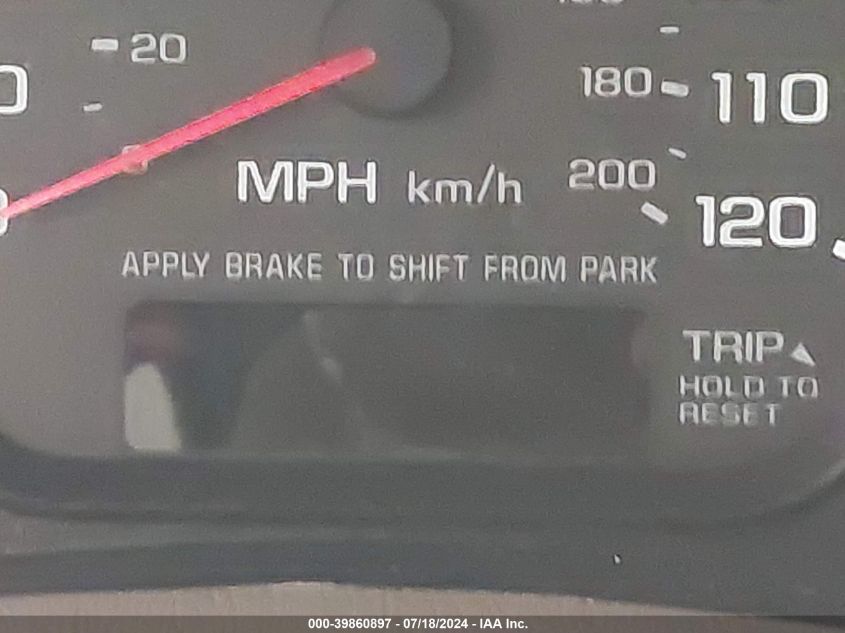 20
180
110
MPH km/h
200
120
APPLY BRAKE TO SHIFT FROM PARK
TRIP
HOLD TO
RESET
000-39860897 - 07/18/2024 - IAA Inc.